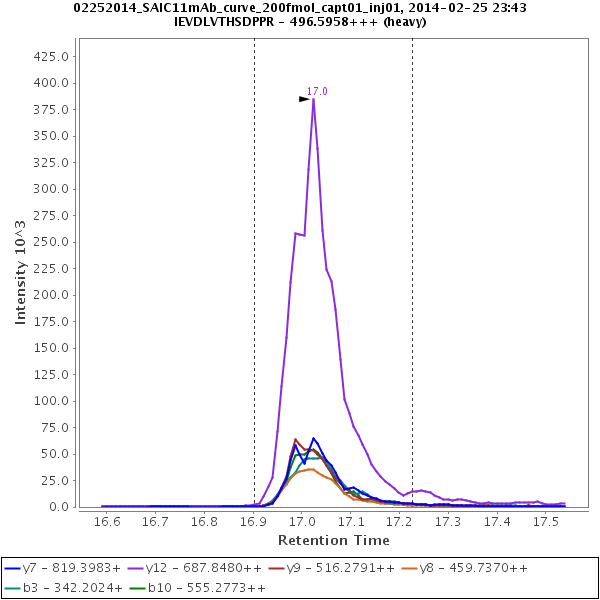 02252014_SAIC11mAb_curve_200fmol_capt01_inj01, 2014-02-25 23:43
IEVDLVTHSDPPR - 496.5958+++ (heavy)
17.0
425.0
400.0
375.0
350.0
325.0
300.0
275.0
250.0
225.0
200.0
175.0
150.0
125.0
100.0
75.0
50.0
25.0
0.0
Intensity 10^3
16.6 16.7 16.8 16.9 17.0 17.1 17.2 17.3 17.4 17.5
Retention Time
y7 - 819.3983+ y12 - 687.8480++ y9 - 516.2791++ y8 - 459.7370++
b3 - 342.2024+ b10 - 555.2773++